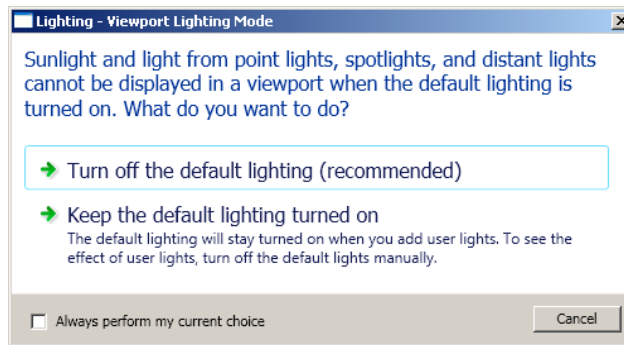 Lighting - Viewport Lighting Mode
Sunlight and light from point lights, spotlights, and distant lights
cannot be displayed in a viewport when the default lighting is
turned on. What do you want to do?
Turn off the default lighting (recommended)
Keep the default lighting turned on
The default lighting will stay turned on when you add user lights. To see the
effect of user lights, turn off the default lights manually.
Always perform my current choice
Cancel